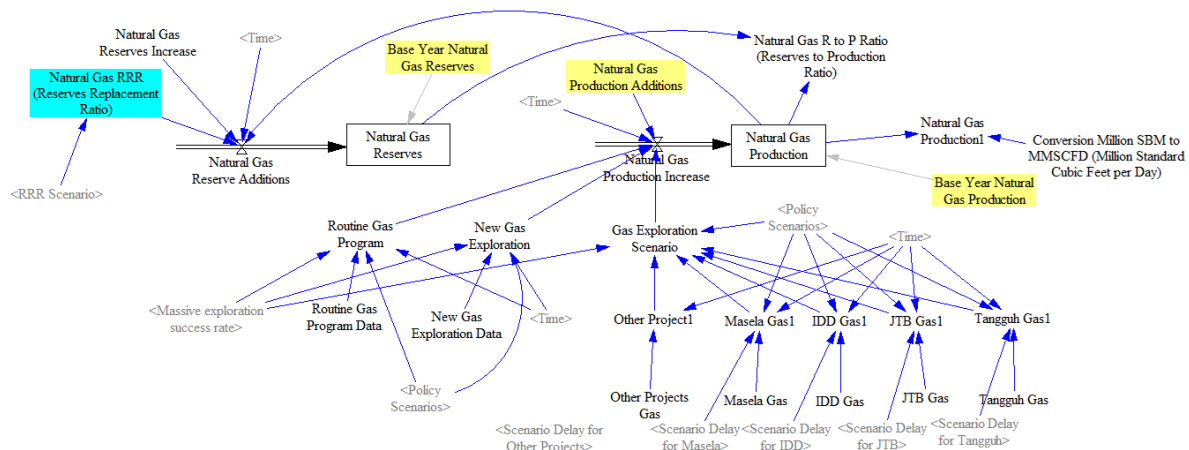 Natural Gas
Reserves Increase
<Time>
Natural Gas RRR
(Reserves Replacement
Ratio)
Base Year Natural
Gas Reserves
Natural Gas
Production Additions
<Time>
Natural Gas R to P Ratio
(Reserves to Production
Ratio)
Natural Gas
Reserve Additions
Natural Gas
Reserves
Natural Gas
Production Increase
Natural Gas
Production
Natural Gas
Production1
Conversion Million SBM to
MMSCFD (Million Standard
Cubic Feet per Day)
Base Year Natural
Gas Production
<RRR Scenario>
Routine Gas
Program
New Gas
Exploration
Gas Exploration
Scenario
<Policy
Scenarios>
<Time>
<Massive exploration
success rate>
Routine Gas
Program Data
New Gas
Exploration Data
<Time>
Other Project1
Masela Gas1
IDD Gas1
JTB Gas1
Tangguh Gas1
<Policy
Scenarios>
Other Projects
Gas
Masela Gas
IDD Gas
JTB Gas
Tangguh Gas
<Scenario Delay for
Other Projects>
<Scenario Delay
for Masela>
<Scenario Delay
for IDD>
<Scenario Delay
for JTB>
<Scenario Delay
for Tangguh>